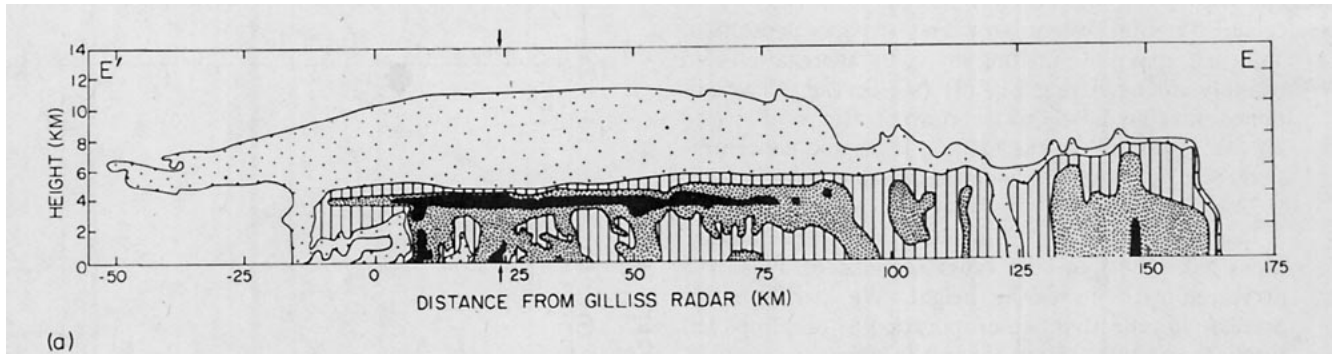 14
12
10
8
6
4
2
0
HEIGHT (KM)
E'
E
-50 -25 0 25 50 75 100 125 150 175
DISTANCE FROM GILLISS RADAR (KM)
(a)